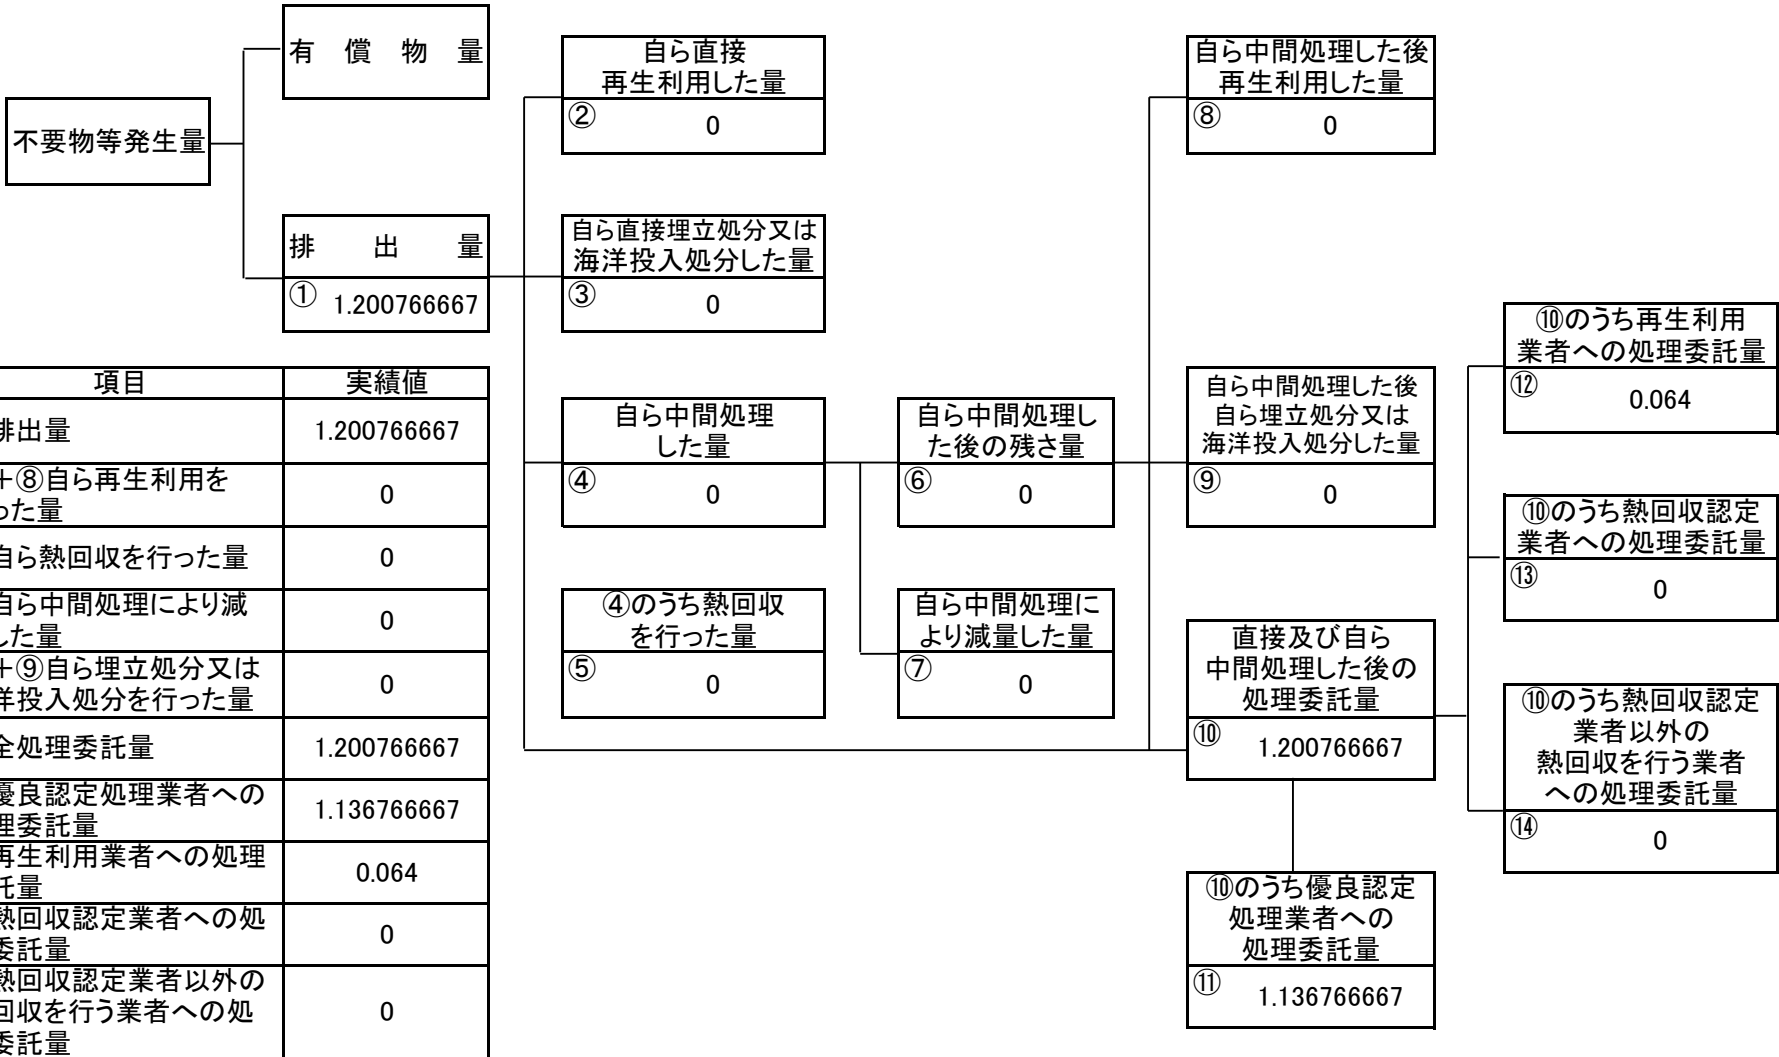 有償物量
不要物等発生量
排出量
① 1.200766667
自ら直接
再生利用した量
② 0
自ら直接埋立処分又は
海洋投入処分した量
③ 0
自ら中間処理
した量
④ 0
④のうち熱回収
を行った量
⑤ 0
自ら中間処理し
た後の残さ量
⑥ 0
自ら中間処理に
より減量した量
⑦ 0
自ら中間処理した後
再生利用した量
⑧ 0
自ら中間処理した後
自ら埋立処分又は
海洋投入処分した量
⑨ 0
直接及び自ら
中間処理した後の
処理委託量
⑩ 1.200766667
⑩のうち優良認定
処理業者への
処理委託量
⑪ 1.136766667
⑩のうち再生利用
業者への処理委託量
⑫ 0.064
⑩のうち熱回収認定
業者への処理委託量
⑬ 0
⑩のうち熱回収認定
業者以外の
熱回収を行う業者
への処理委託量
⑭ 0
項目 実績値
排出量 1.200766667
+⑧自ら再生利用を
った量 0
自ら熱回収を行った量 0
自ら中間処理により減
した量 0
+⑨自ら埋立処分又は
洋投入処分を行った量 0
全処理委託量 1.200766667
優良認定処理業者への
理委託量 1.136766667
再生利用業者への処理
託量 0.064
熱回収認定業者への処
委託量 0
熱回収認定業者以外の
回収を行う業者への処
委託量 0